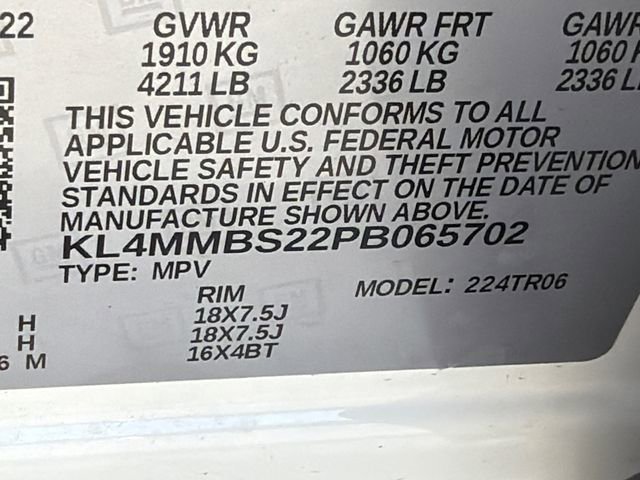 22 GVWR GAWR FRT GAWR
1910 KG 1060 KG 1060 K
4211 LB 2336 LB 2336 L
THIS VEHICLE CONFORMS TO ALL
APPLICABLE U.S. FEDERAL MOTOR
VEHICLE SAFETY AND THEFT PREVENTION
STANDARDS IN EFFECT ON THE DATE OF
MANUFACTURE SHOWN ABOVE.
KL4MMBS22PB065702
TYPE: MPV MODEL: 224TR06
RIM
H 18X7.5J
H 18X7.5J
6 M 16X4BT